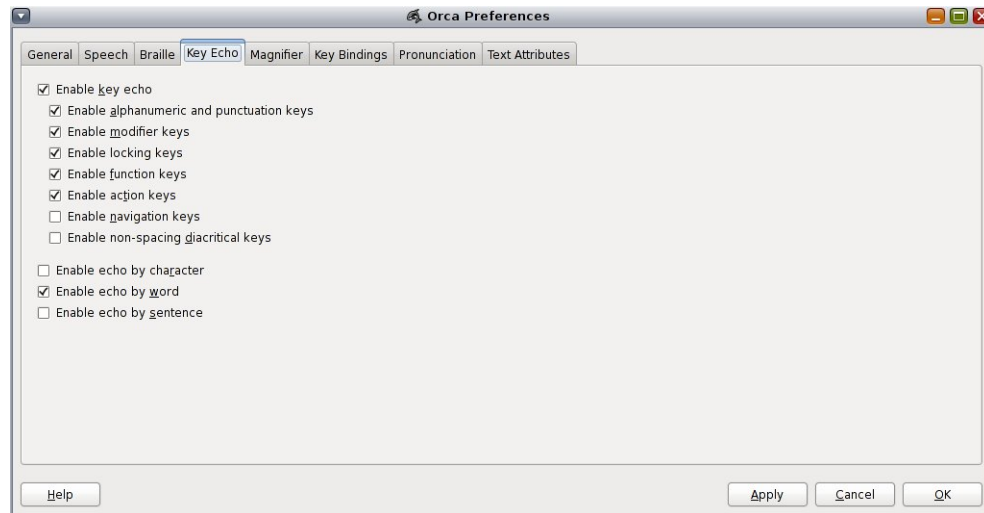 Orca Preferences
General Speech Braille Key Echo Magnifier Key Bindings Pronunciation Text Attributes
Enable key echo
Enable alphanumeric and punctuation keys
Enable modifier keys
Enable locking keys
Enable function keys
Enable action keys
Enable navigation keys
Enable non-spacing diacritical keys
Enable echo by character
Enable echo by word
Enable echo by sentence
Help Apply Cancel OK